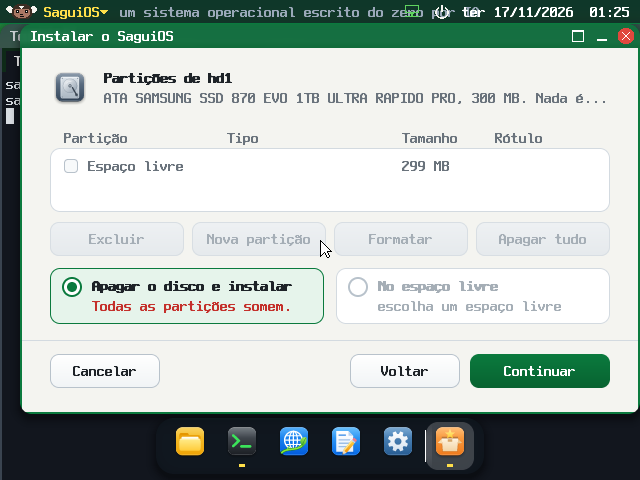 SaguiOS um sistema operacional escrito do zero por IA ter 17/11/2026 01:25
Instalar o SaguiOS
Partições de hd1
ATA SAMSUNG SSD 870 EVO 1TB ULTRA RAPIDO PRO, 300 MB. Nada é...
Partição Tipo Tamanho Rótulo
Espaço livre 299 MB
Excluir Nova partição Formatar Apagar tudo
Apagar o disco e instalar
Todas as partições somem.
No espaço livre
escolha um espaço livre
Cancelar Voltar Continuar